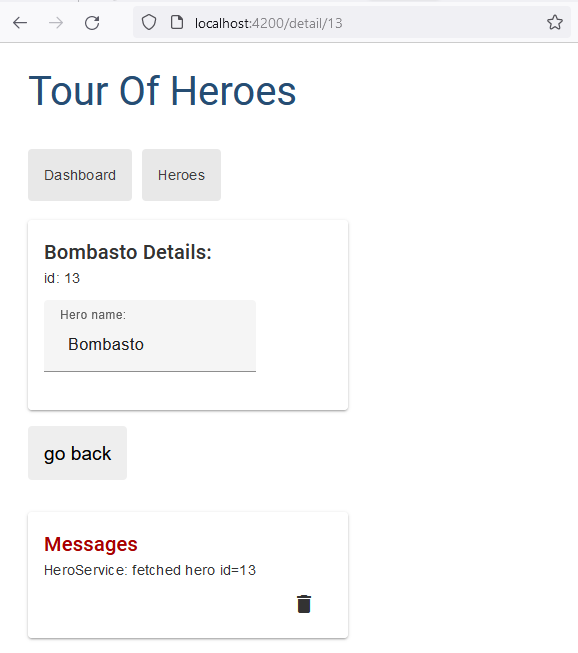 localhost:4200/detail/13
Tour Of Heroes
Dashboard Heroes
Bombasto Details:
id: 13
Hero name:
Bombasto
go back
Messages
HeroService: fetched hero id=13